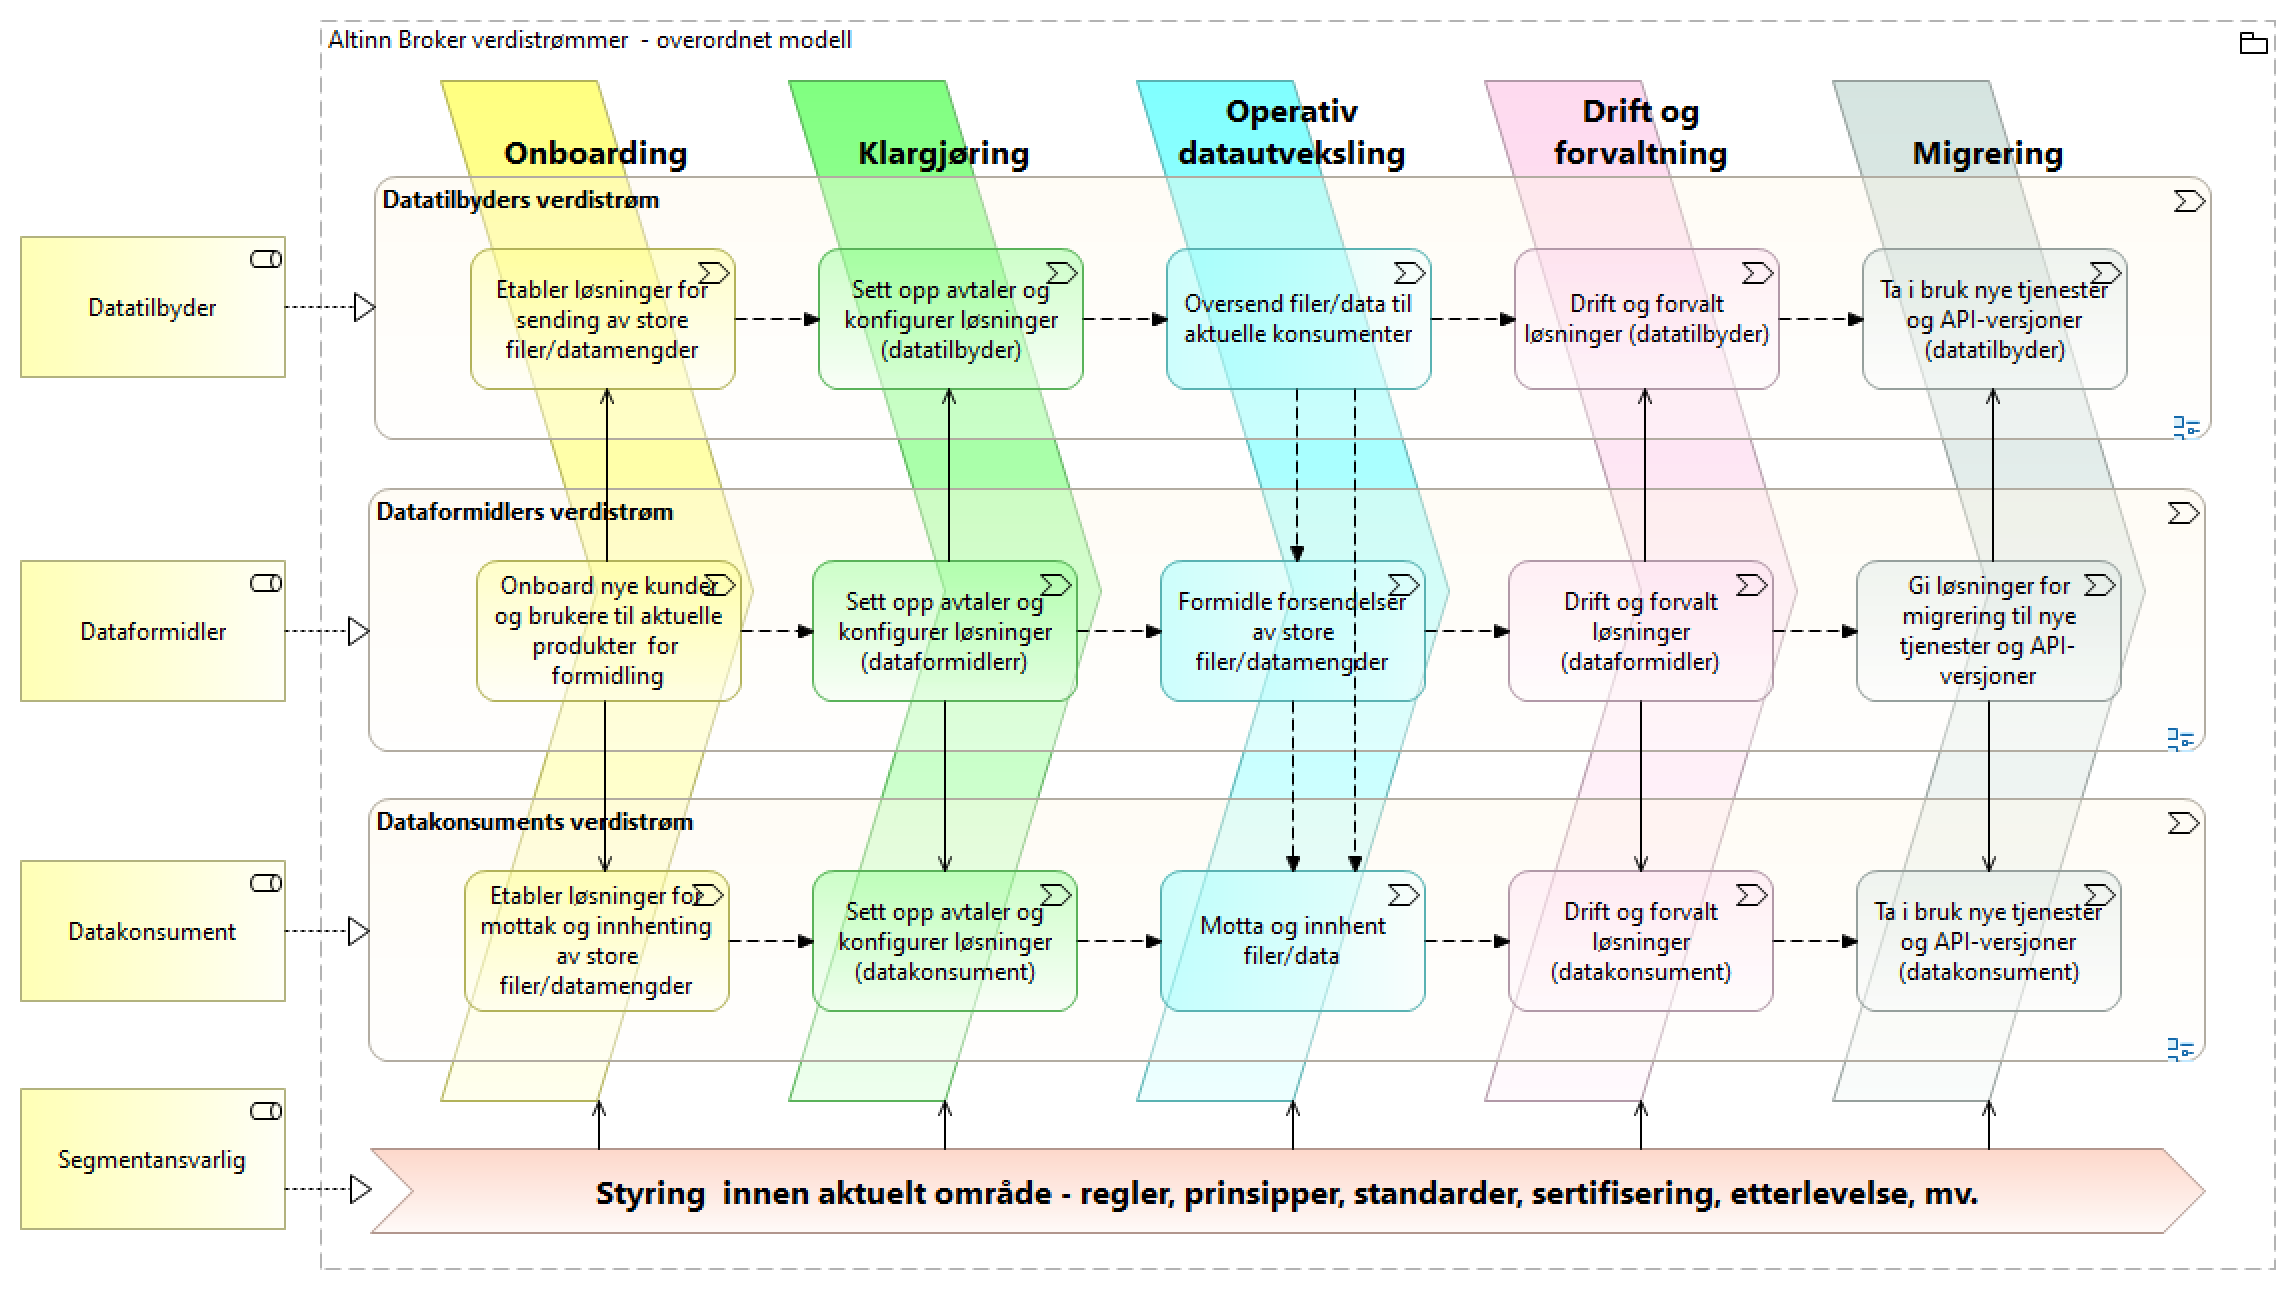 Altinn Broker verdistrømmer  - overordnet modell
Onboarding
Klargjøring
Operativ
datautveksling
Drift og
forvaltning
Migrering
Datatilbyders verdistrøm
Datatilbyder
Etabler løsninger for
sending av store
filer/datamengder
Sett opp avtaler og
konfigurer løsninger
(datatilbyder)
Oversend filer/data til
aktuelle konsumenter
Drift og forvalt
løsninger (datatilbyder)
Ta i bruk nye tjenester
og API-versjoner
(datatilbyder)
Dataformidlers verdistrøm
Dataformidler
Onboard nye kunder
og brukere til aktuelle
produkter  for
formidling
Sett opp avtaler og
konfigurer løsninger
(dataformidlerr)
Formidle forsendelser
av store
filer/datamengder
Drift og forvalt
løsninger
(dataformidler)
Gi løsninger for
migrering til nye
tjenester og API-
versjoner
Datakonsuments verdistrøm
Datakonsument
Etabler løsninger for
mottak og innhenting
av store
filer/datamengder
Sett opp avtaler og
konfigurer løsninger
(datakonsument)
Motta og innhent
filer/data
Drift og forvalt
løsninger
(datakonsument)
Ta i bruk nye tjenester
og API-versjoner
(datakonsument)
Segmentansvarlig
Styring  innen aktuelt område - regler, prinsipper, standarder, sertifisering, etterlevelse, mv.